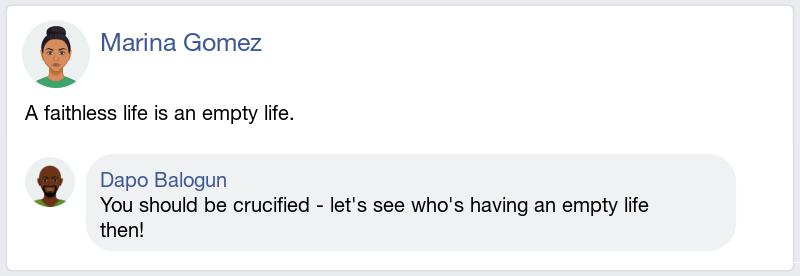 Marina Gomez
A faithless life is an empty life.
Dapo Balogun
You should be crucified - let's see who's having an empty life
then!